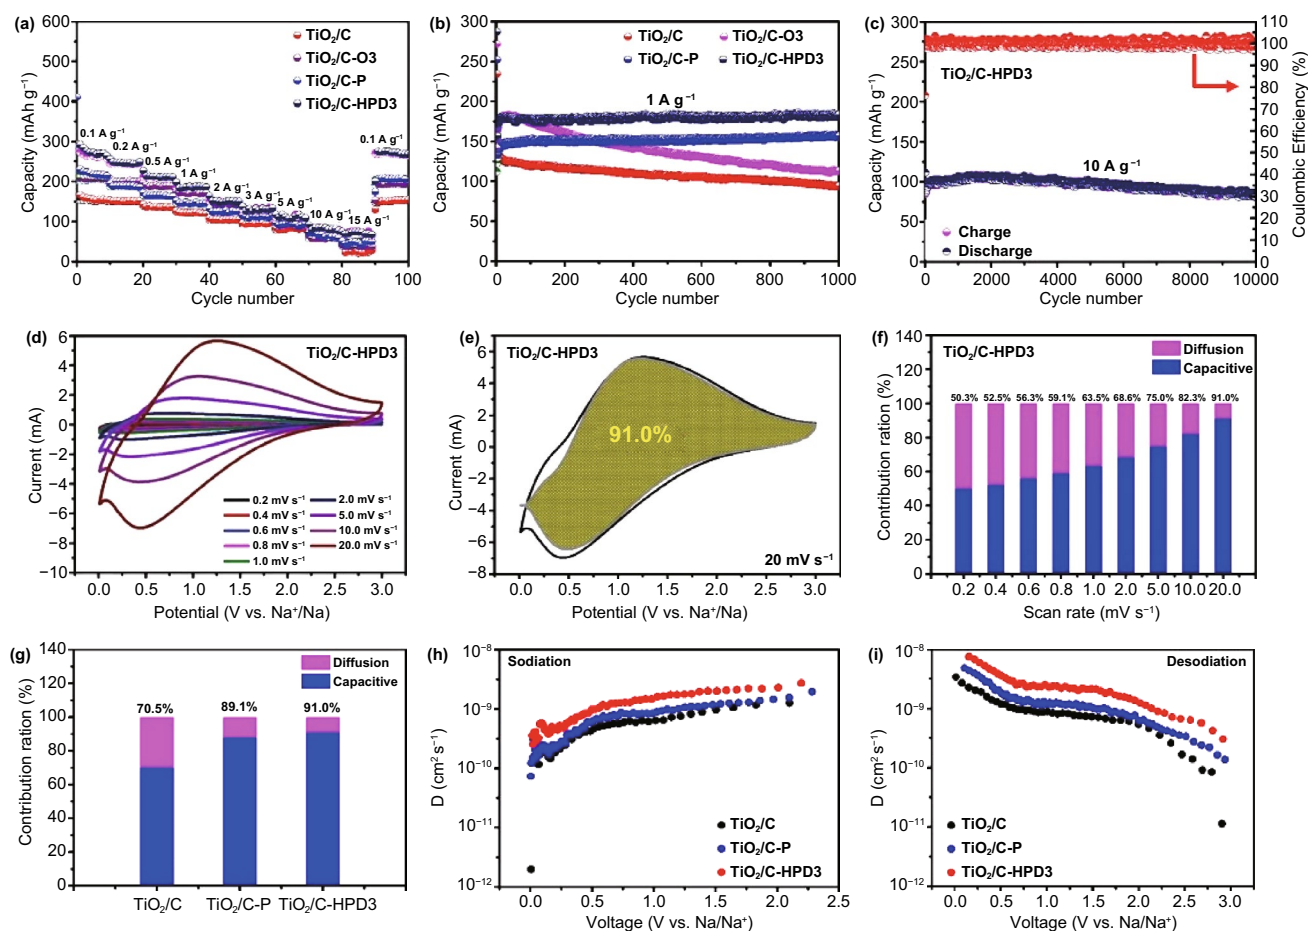 (a)
600
500
400
300
200
100
0
Capacity (mAh g⁻¹)
0 20 40 60 80 100
Cycle number
TiO₂/C
TiO₂/C-O3
TiO₂/C-P
TiO₂/C-HPD3
0.1 A g⁻¹
0.2 A g⁻¹
0.5 A g⁻¹
1 A g⁻¹
2 A g⁻¹
3 A g⁻¹
5 A g⁻¹
10 A g⁻¹
15 A g⁻¹
0.1 A g⁻¹
(b)
300
250
200
150
100
50
0
Capacity (mAh g⁻¹)
0 200 400 600 800 1000
Cycle number
TiO₂/C TiO₂/C-O3
TiO₂/C-P TiO₂/C-HPD3
1 A g⁻¹
(c)
300
250
200
150
100
50
0
Capacity (mAh g⁻¹)
TiO₂/C-HPD3
10 A g⁻¹
Charge
Discharge
0 2000 4000 6000 8000 10000
Cycle number
110
100
90
80
70
60
50
40
30
20
10
0
Coulombic Efficiency (%)
(d)
6
4
2
0
−2
−4
−6
−8
−10
Current (mA)
TiO₂/C-HPD3
0.2 mV s⁻¹ 2.0 mV s⁻¹
0.4 mV s⁻¹ 5.0 mV s⁻¹
0.6 mV s⁻¹ 10.0 mV s⁻¹
0.8 mV s⁻¹ 20.0 mV s⁻¹
1.0 mV s⁻¹
0.0 0.5 1.0 1.5 2.0 2.5 3.0
Potential (V vs. Na⁺/Na)
(e)
6
4
2
0
−2
−4
−6
−8
Current (mA)
TiO₂/C-HPD3
91.0%
20 mV s⁻¹
0.0 0.5 1.0 1.5 2.0 2.5 3.0
Potential (V vs. Na⁺/Na)
(f)
140
120
100
80
60
40
20
0
Contribution ration (%)
TiO₂/C-HPD3
Diffusion
Capacitive
50.3% 52.5% 56.3% 59.1% 63.5% 68.6% 75.0% 82.3% 91.0%
0.2 0.4 0.6 0.8 1.0 2.0 5.0 10.0 20.0
Scan rate (mV s⁻¹)
(g)
140
120
100
80
60
40
20
0
Contribution ration (%)
Diffusion
Capacitive
70.5% 89.1% 91.0%
TiO₂/C TiO₂/C-P TiO₂/C-HPD3
(h)
10⁻⁸
10⁻⁹
10⁻¹⁰
10⁻¹¹
10⁻¹²
D (cm² s⁻¹)
Sodiation
TiO₂/C
TiO₂/C-P
TiO₂/C-HPD3
0.0 0.5 1.0 1.5 2.0 2.5
Voltage (V vs. Na/Na⁺)
(i)
10⁻⁸
10⁻⁹
10⁻¹⁰
10⁻¹¹
10⁻¹²
D (cm² s⁻¹)
Desodiation
TiO₂/C
TiO₂/C-P
TiO₂/C-HPD3
0.0 0.5 1.0 1.5 2.0 2.5 3.0
Voltage (V vs. Na/Na⁺)